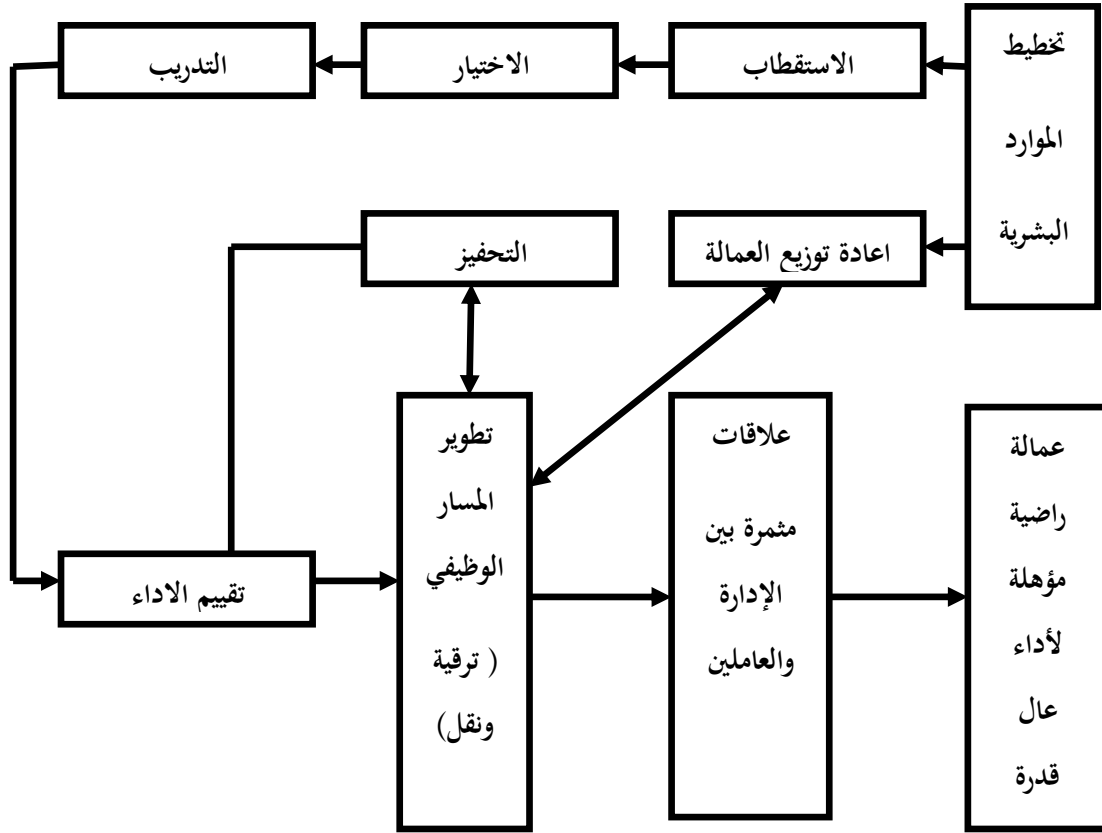 تخطيط
الموارد
البشرية
الاستقطاب
الاختيار
التدريب
اعادة توزيع العمالة
التحفيز
تقييم الاداء
تطوير
المسار
الوظيفي
( ترقية
ونقل)
علاقات
مثمرة بين
الإدارة
والعاملين
عمالة
راضية
مؤهلة
لأداء
عال
قدرة